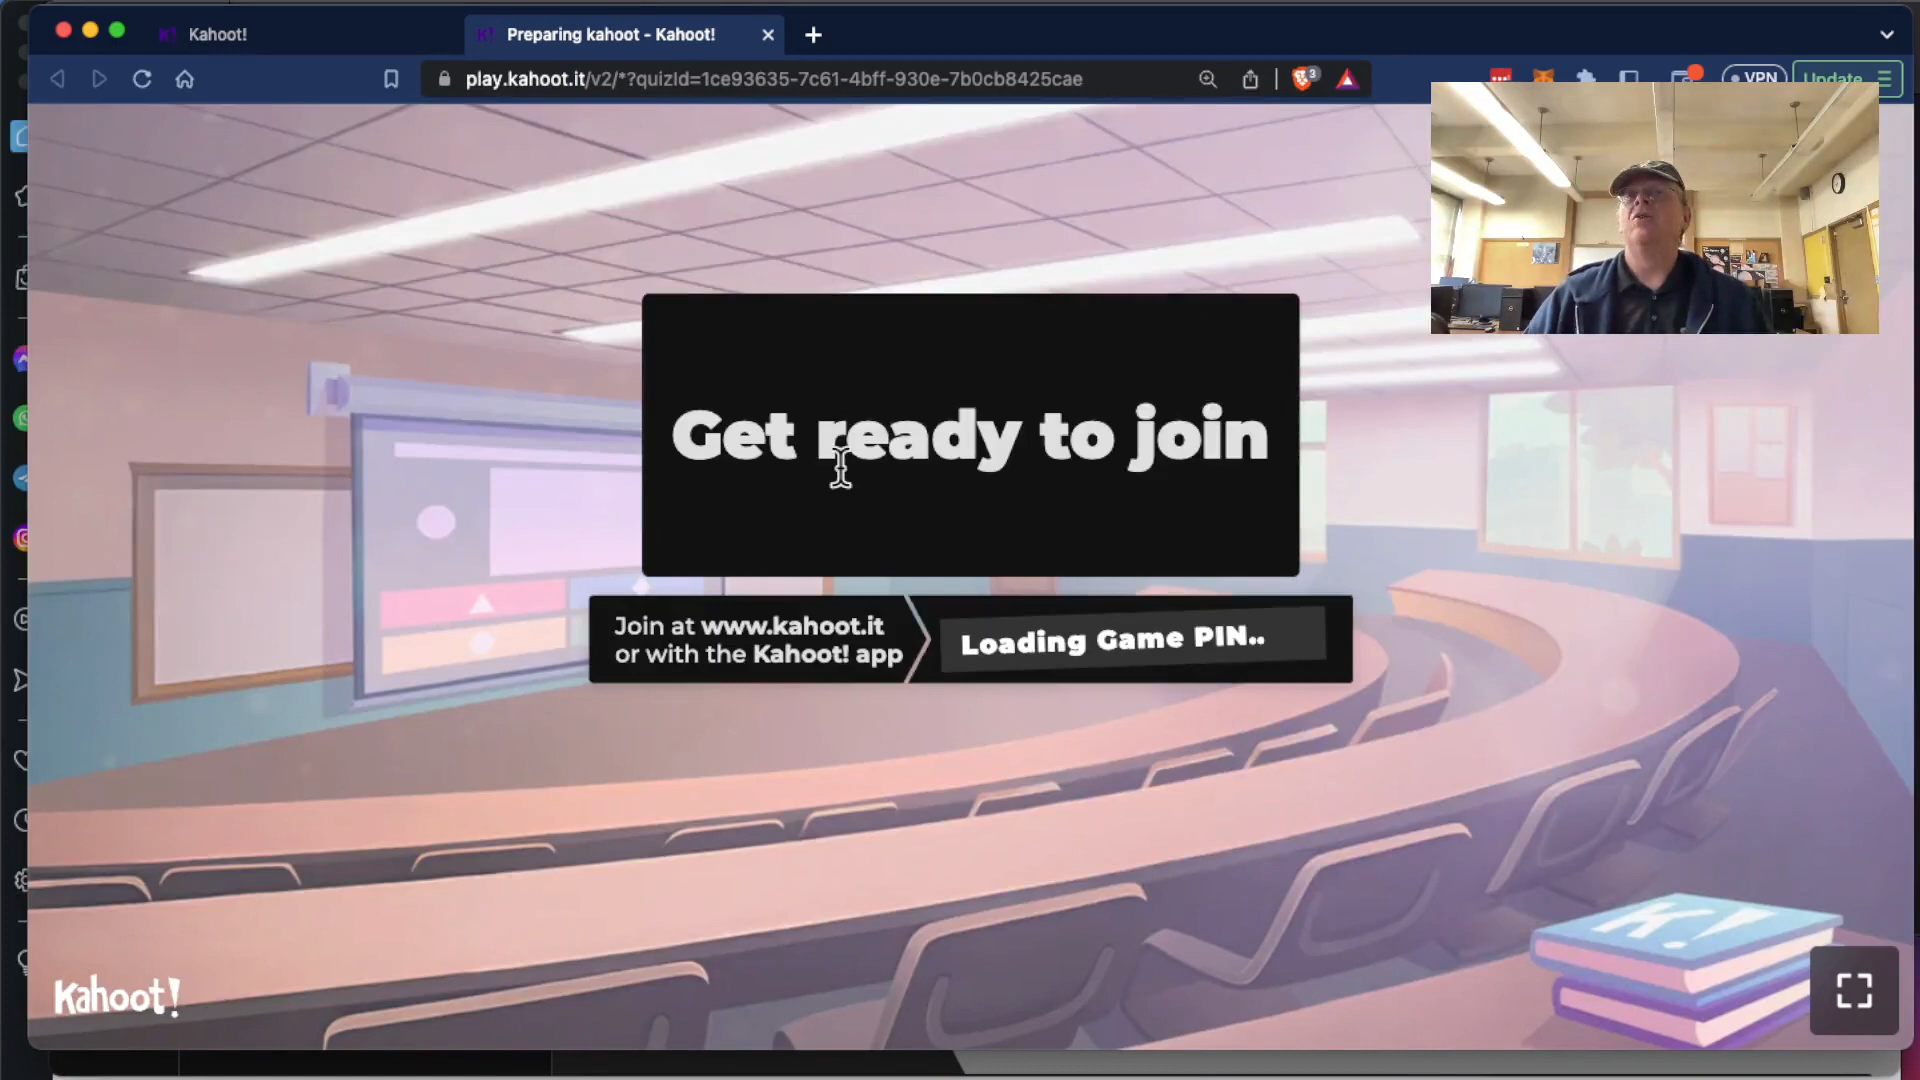 Kahoot!
Preparing kahoot - Kahoot!
play.kahoot.it/v2/*?quizId=1ce93635-7c61-4bff-930e-7b0cb8425cae
3
VPN
Update
Get ready to join
Join at www.kahoot.it
or with the Kahoot! app
Loading Game PIN..
K!
Kahoot!